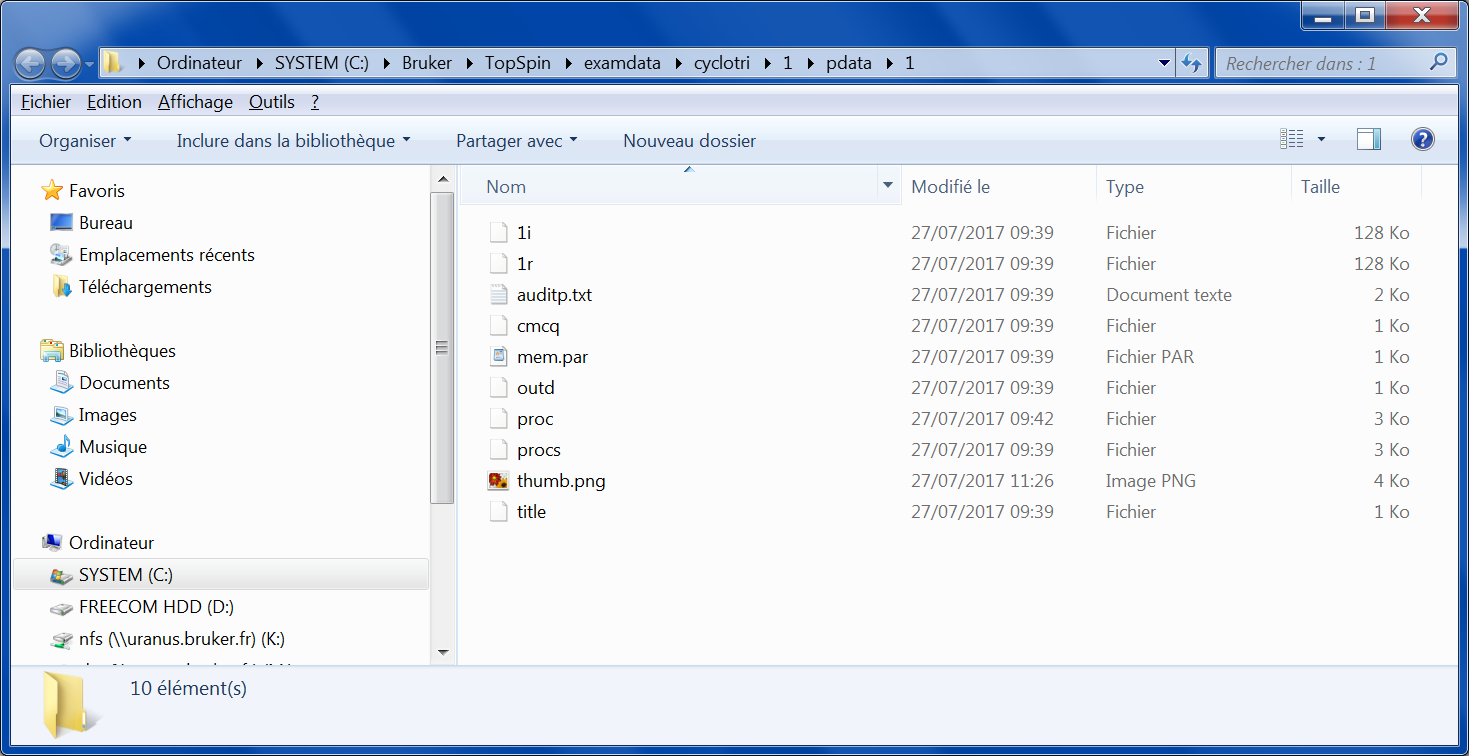 Ordinateur SYSTEM (C:) Bruker TopSpin examdata cyclotri 1 pdata 1 Rechercher dans : 1
Fichier Edition Affichage Outils ?
Organiser Inclure dans la bibliothèque Partager avec Nouveau dossier
Favoris
Bureau
Emplacements récents
Téléchargements
Bibliothèques
Documents
Images
Musique
Vidéos
Ordinateur
SYSTEM (C:)
FREECOM HDD (D:)
nfs (\\uranus.bruker.fr) (K:)
Nom Modifié le Type Taille
1i 27/07/2017 09:39 Fichier 128 Ko
1r 27/07/2017 09:39 Fichier 128 Ko
auditp.txt 27/07/2017 09:39 Document texte 2 Ko
cmcq 27/07/2017 09:39 Fichier 1 Ko
mem.par 27/07/2017 09:39 Fichier PAR 1 Ko
outd 27/07/2017 09:39 Fichier 1 Ko
proc 27/07/2017 09:42 Fichier 3 Ko
procs 27/07/2017 09:39 Fichier 3 Ko
thumb.png 27/07/2017 11:26 Image PNG 4 Ko
title 27/07/2017 09:39 Fichier 1 Ko
10 élément(s)